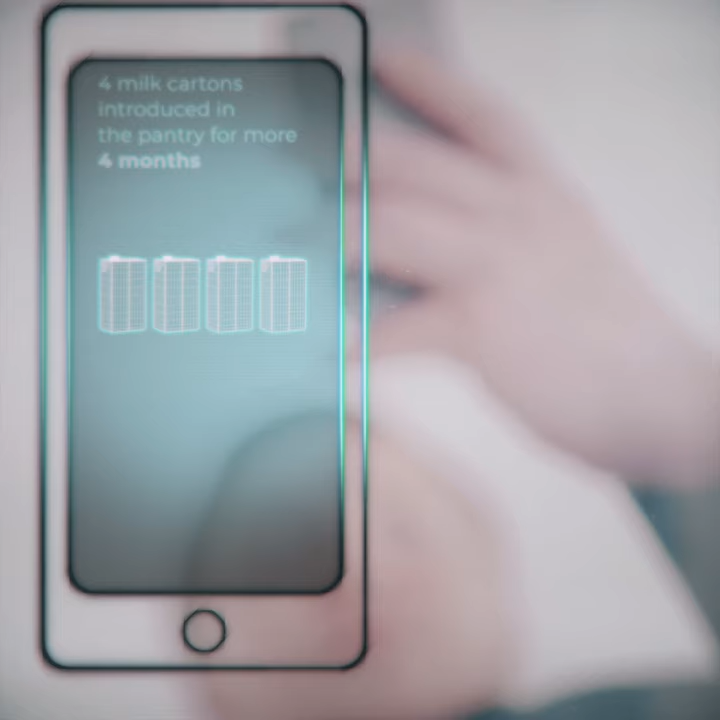 4 milk cartons
introduced in
the pantry for more
4 months